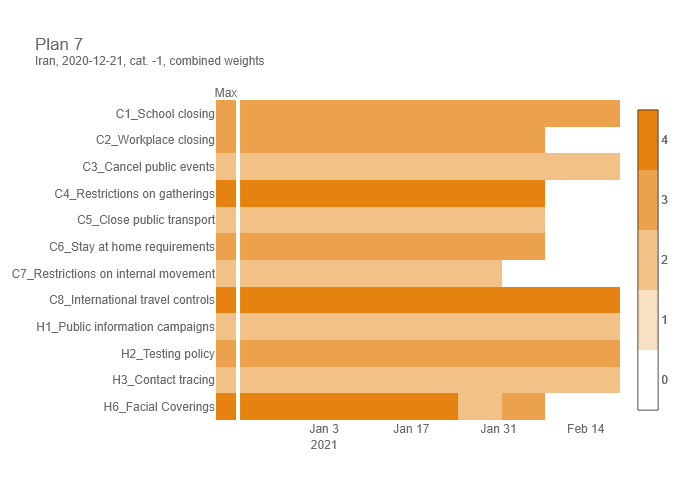 Plan 7
Iran, 2020-12-21, cat. -1, combined weights
Max
C1_School closing
C2_Workplace closing
C3_Cancel public events
C4_Restrictions on gatherings
C5_Close public transport
C6_Stay at home requirements
C7_Restrictions on internal movement
C8_International travel controls
H1_Public information campaigns
H2_Testing policy
H3_Contact tracing
H6_Facial Coverings
Jan 3 Jan 17 Jan 31 Feb 14
2021
4
3
2
1
0